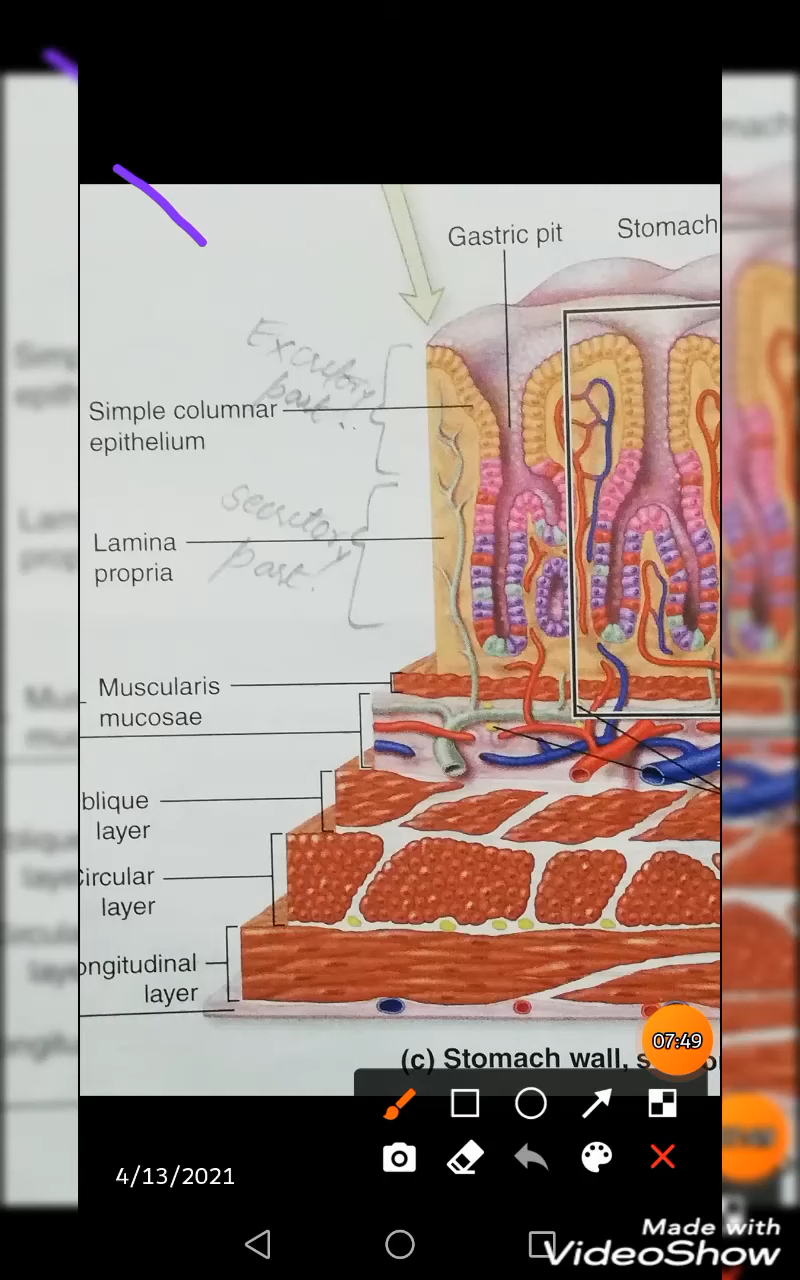 Gastric pit
Stomach
Excretory
part..
Simple columnar
epithelium
secretory
part.
Lamina
propria
Muscularis
mucosae
blique
layer
Circular
layer
ongitudinal
layer
07:49
(c) Stomach wall, s
4/13/2021
Made with
VideoShow